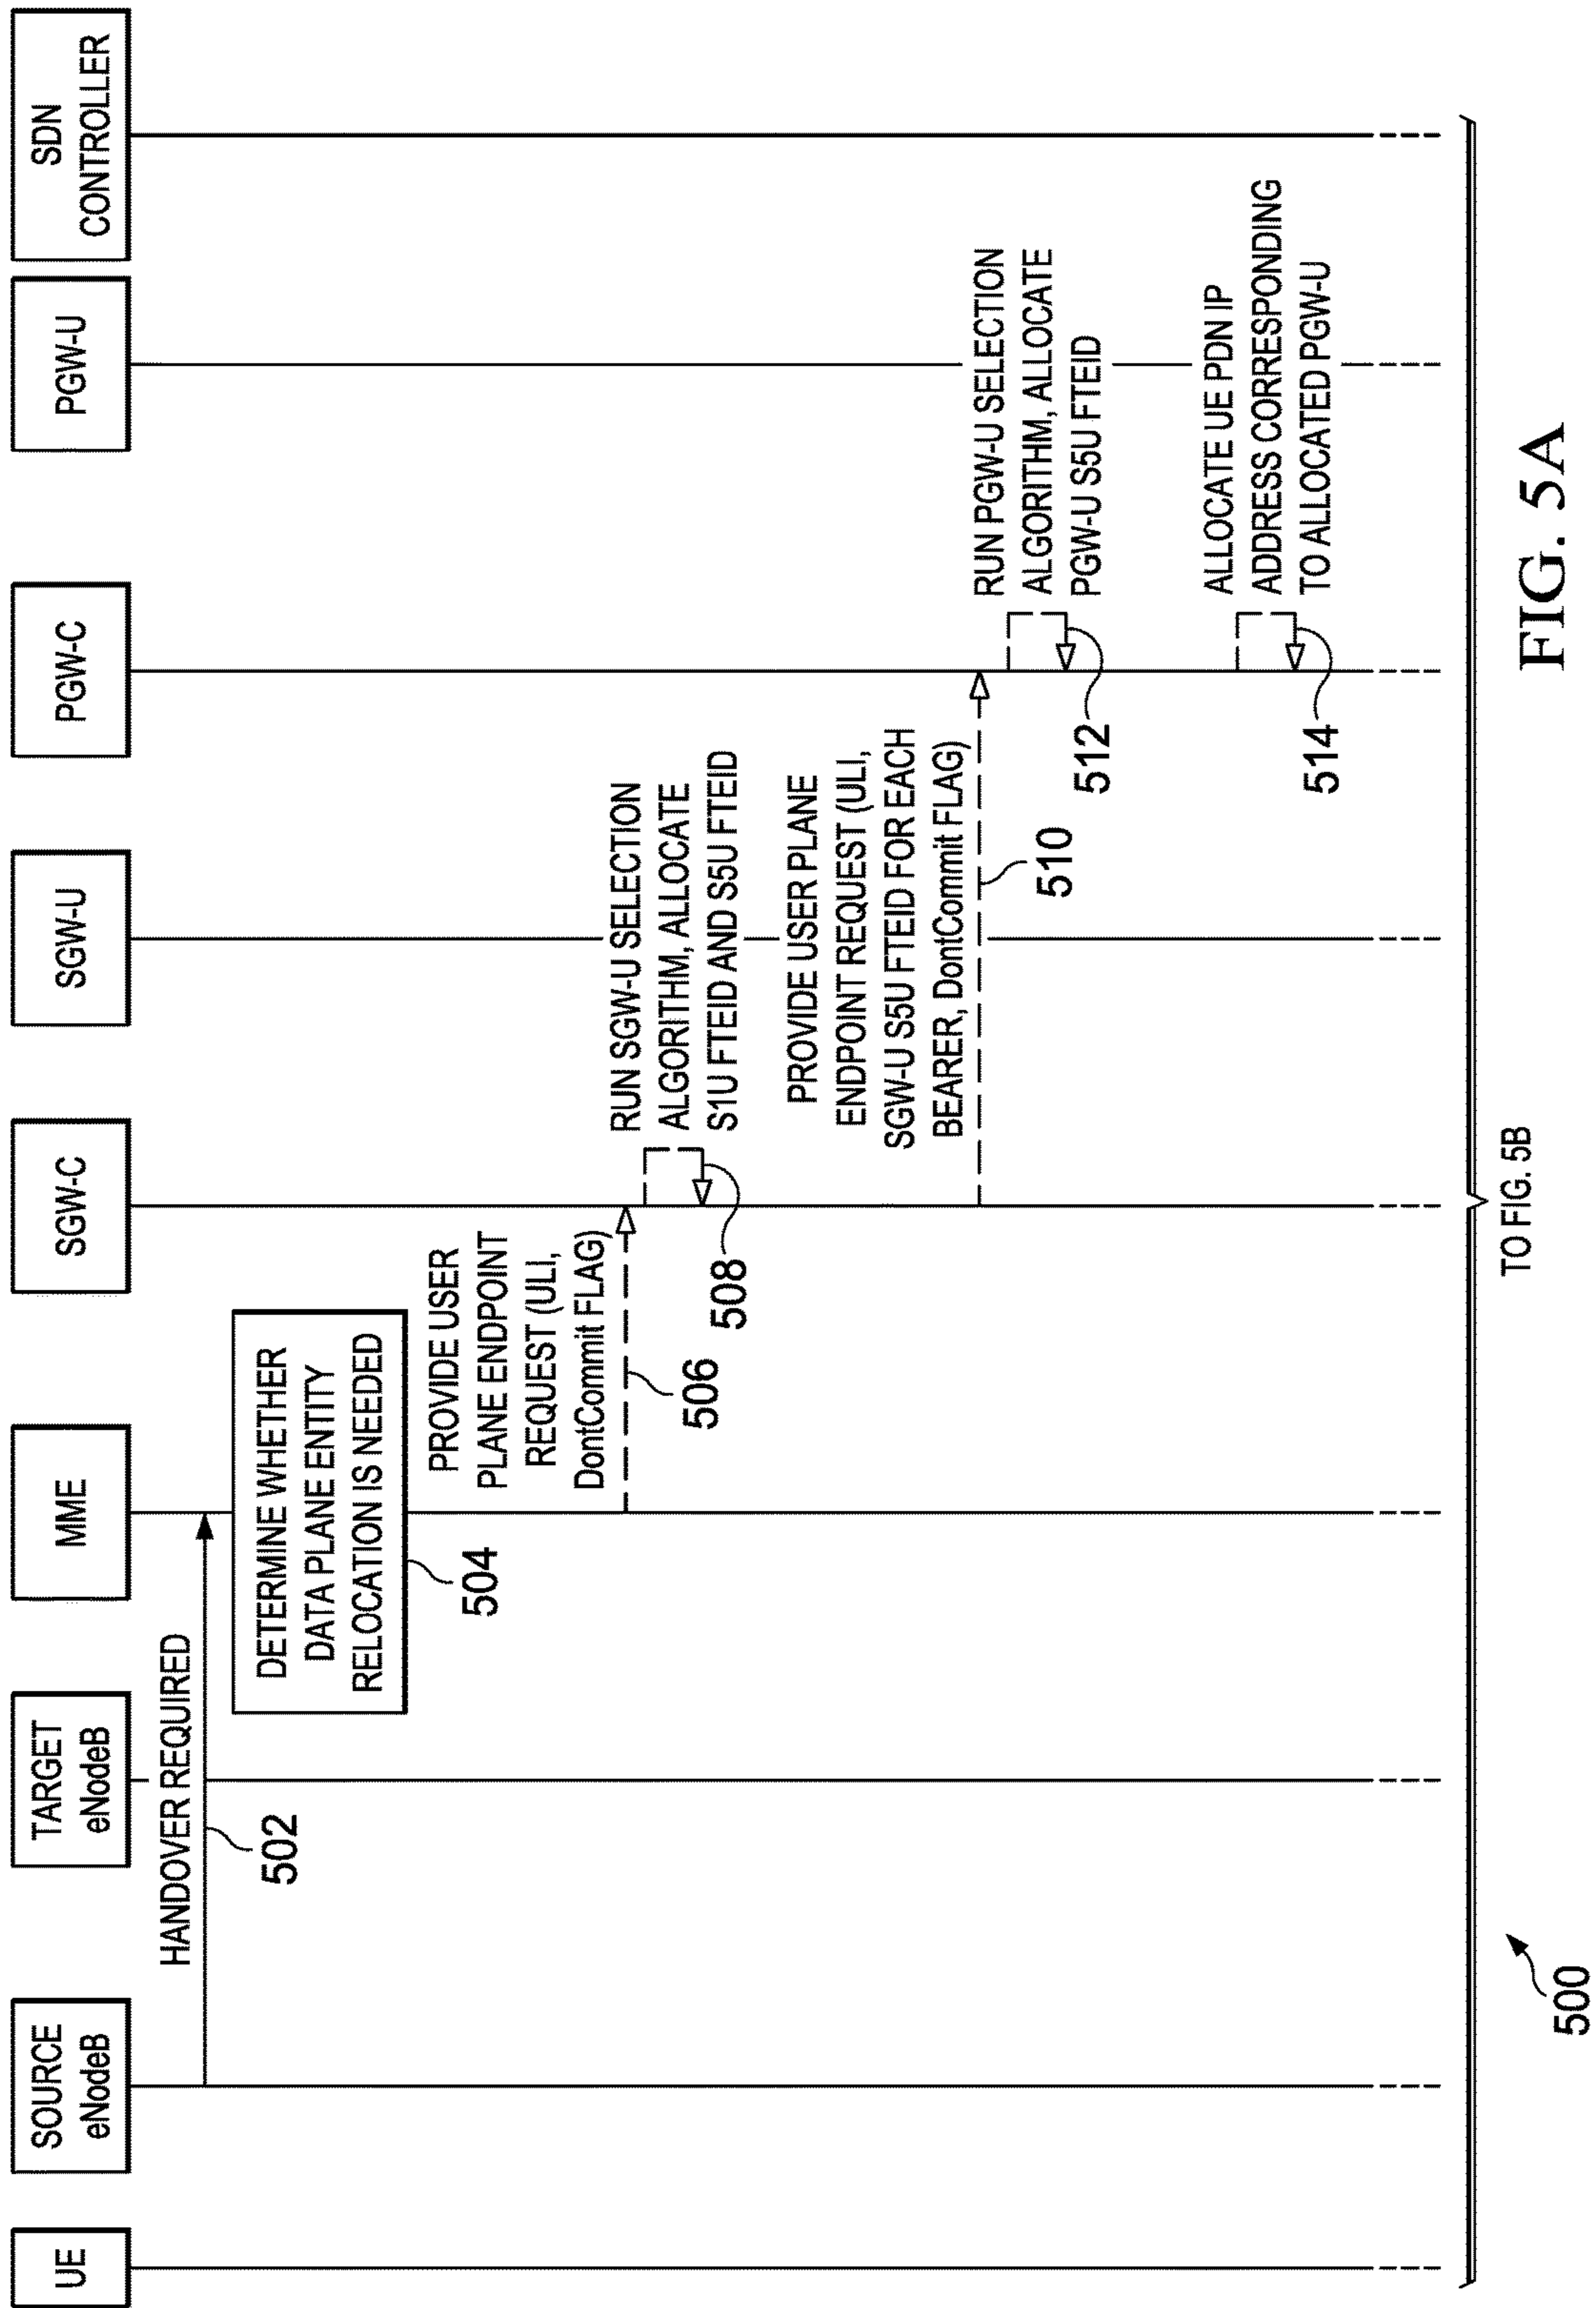 UE
SOURCE
eNodeB
TARGET
eNodeB
MME
SGW-C
SGW-U
PGW-C
PGW-U
SDN
CONTROLLER
HANDOVER REQUIRED
502
DETERMINE WHETHER
DATA PLANE ENTITY
RELOCATION IS NEEDED
504
PROVIDE USER
PLANE ENDPOINT
REQUEST (ULI,
DontCommit FLAG)
506
RUN SGW-U SELECTION
ALGORITHM, ALLOCATE
S1U FTEID AND S5U FTEID
508
PROVIDE USER PLANE
ENDPOINT REQUEST (ULI,
SGW-U S5U FTEID FOR EACH
BEARER, DontCommit FLAG)
510
RUN PGW-U SELECTION
ALGORITHM, ALLOCATE
PGW-U S5U FTEID
512
ALLOCATE UE PDN IP
ADDRESS CORRESPONDING
TO ALLOCATED PGW-U
514
TO FIG. 5B
500
FIG. 5A